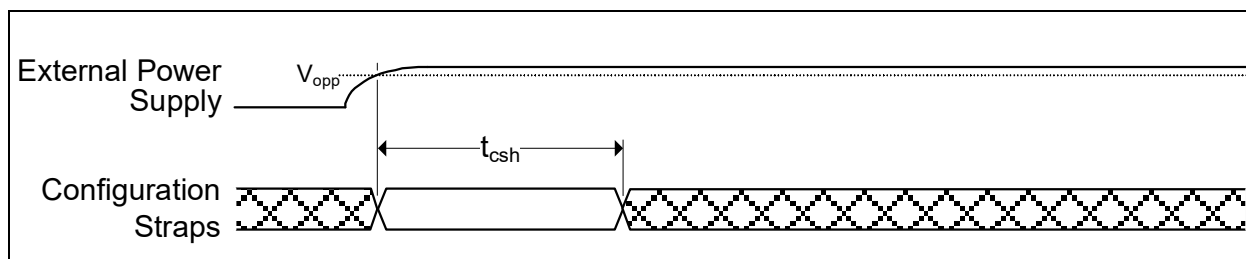 External Power
Supply
V_opp
t_csh
Configuration
Straps